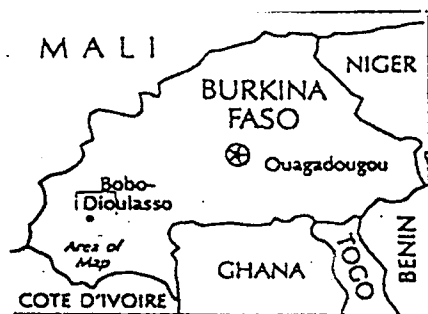 MALI
NIGER
BURKINA
FASO
Ouagadougou
Bobo-
Dioulasso
Area of
Map
GHANA
TOGO
BENIN
COTE D'IVOIRE